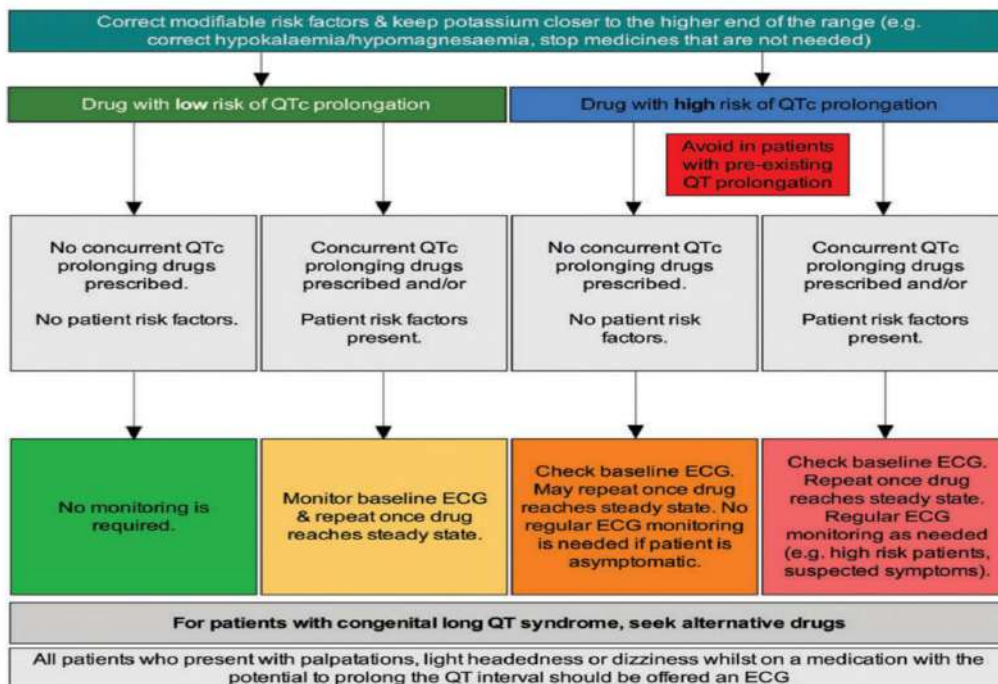 Correct modifiable risk factors & keep potassium closer to the higher end of the range (e.g.
correct hypokalaemia/hypomagnesaemia, stop medicines that are not needed)
Drug with low risk of QTc prolongation
Drug with high risk of QTc prolongation
Avoid in patients
with pre-existing
QT prolongation
No concurrent QTc
prolonging drugs
prescribed.
No patient risk factors.
Concurrent QTc
prolonging drugs
prescribed and/or
Patient risk factors
present.
No concurrent QTc
prolonging drugs
prescribed.
No patient risk
factors.
Concurrent QTc
prolonging drugs
prescribed and/or
Patient risk factors
present.
No monitoring is
required.
Monitor baseline ECG
& repeat once drug
reaches steady state.
Check baseline ECG.
May repeat once drug
reaches steady state. No
regular ECG monitoring
is needed if patient is
asymptomatic.
Check baseline ECG.
Repeat once drug
reaches steady state.
Regular ECG
monitoring as needed
(e.g. high risk patients,
suspected symptoms).
For patients with congenital long QT syndrome, seek alternative drugs
All patients who present with palpatations, light headedness or dizziness whilst on a medication with the
potential to prolong the QT interval should be offered an ECG